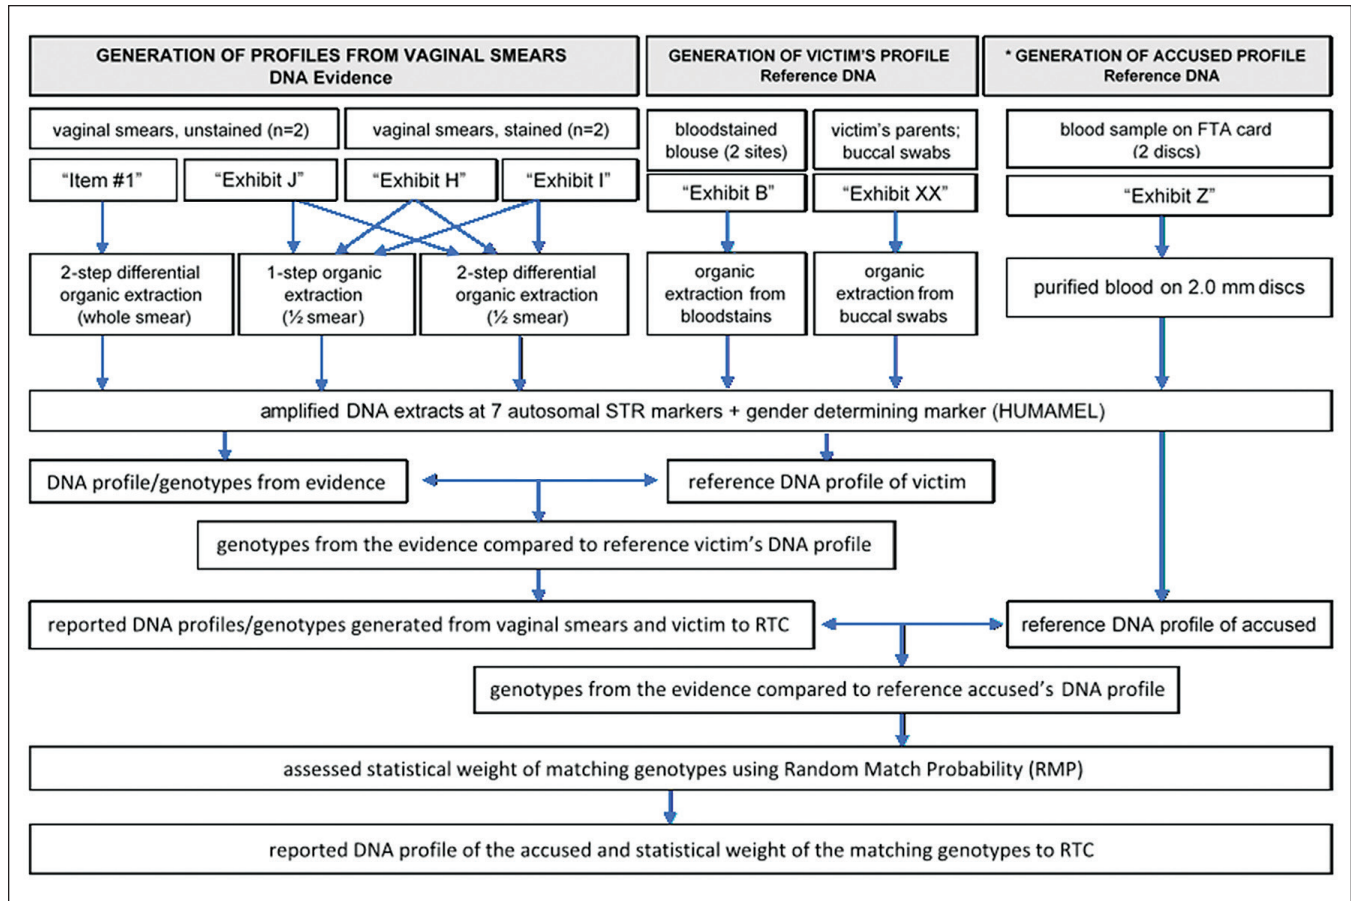 GENERATION OF PROFILES FROM VAGINAL SMEARS
DNA Evidence
GENERATION OF VICTIM'S PROFILE
Reference DNA
* GENERATION OF ACCUSED PROFILE
Reference DNA
vaginal smears, unstained (n=2)
vaginal smears, stained (n=2)
bloodstained
blouse (2 sites)
victim's parents;
buccal swabs
blood sample on FTA card
(2 discs)
“Item #1”
“Exhibit J”
“Exhibit H”
“Exhibit I”
“Exhibit B”
“Exhibit XX”
“Exhibit Z”
2-step differential
organic extraction
(whole smear)
1-step organic
extraction
(½ smear)
2-step differential
organic extraction
(½ smear)
organic
extraction from
bloodstains
organic
extraction from
buccal swabs
purified blood on 2.0 mm discs
amplified DNA extracts at 7 autosomal STR markers + gender determining marker (HUMAMEL)
DNA profile/genotypes from evidence
reference DNA profile of victim
genotypes from the evidence compared to reference victim's DNA profile
reported DNA profiles/genotypes generated from vaginal smears and victim to RTC
reference DNA profile of accused
genotypes from the evidence compared to reference accused's DNA profile
assessed statistical weight of matching genotypes using Random Match Probability (RMP)
reported DNA profile of the accused and statistical weight of the matching genotypes to RTC